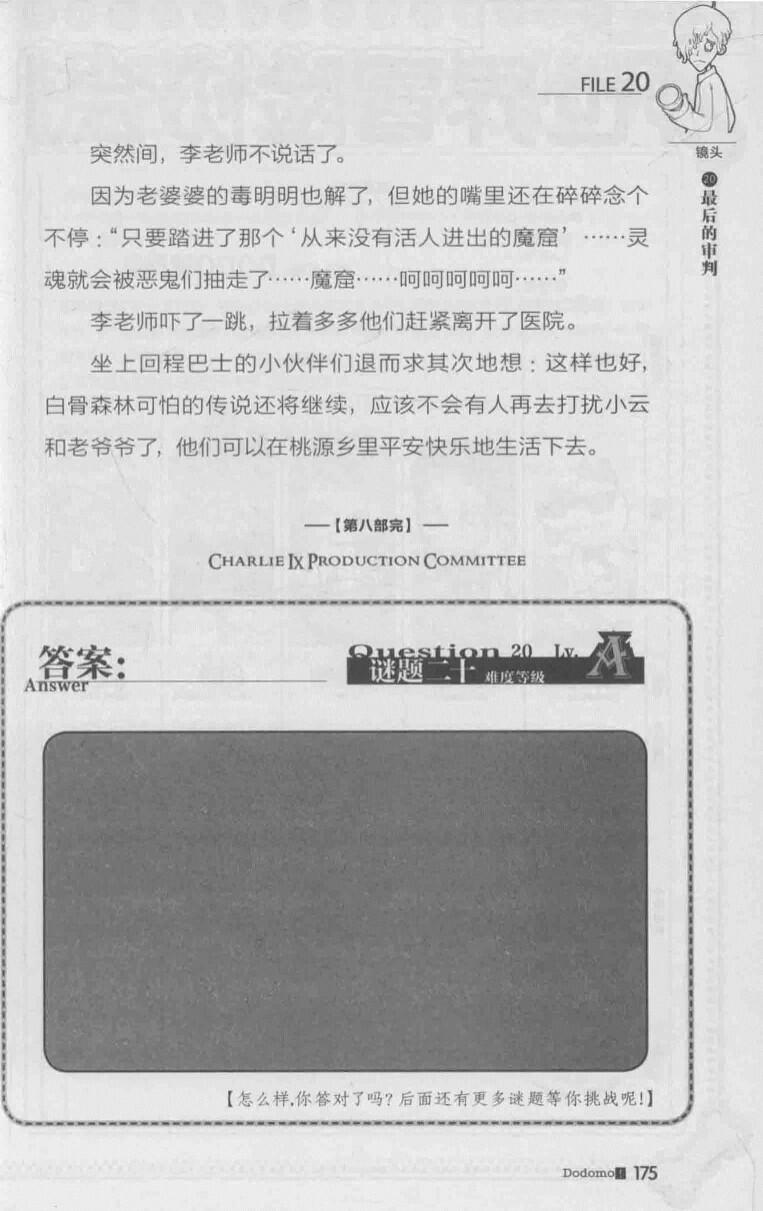 FILE 20
镜头
⑳最后的审判
突然间，李老师不说话了。
因为老婆婆的毒明明也解了，但她的嘴里还在碎碎念个
不停：“只要踏进了那个‘从来没有活人进出的魔窟’……灵
魂就会被恶鬼们抽走了……魔窟……呵呵呵呵呵……”
李老师吓了一跳，拉着多多他们赶紧离开了医院。
坐上回程巴士的小伙伴们退而求其次地想：这样也好，
白骨森林可怕的传说还将继续，应该不会有人再去打扰小云
和老爷爷了，他们可以在桃源乡里平安快乐地生活下去。
——【第八部完】——
CHARLIE IX PRODUCTION COMMITTEE
答案：
Answer
Question 20 Lv. A
谜题二十 难度等级
【怎么样,你答对了吗？后面还有更多谜题等你挑战呢！】
Dodomo! 175